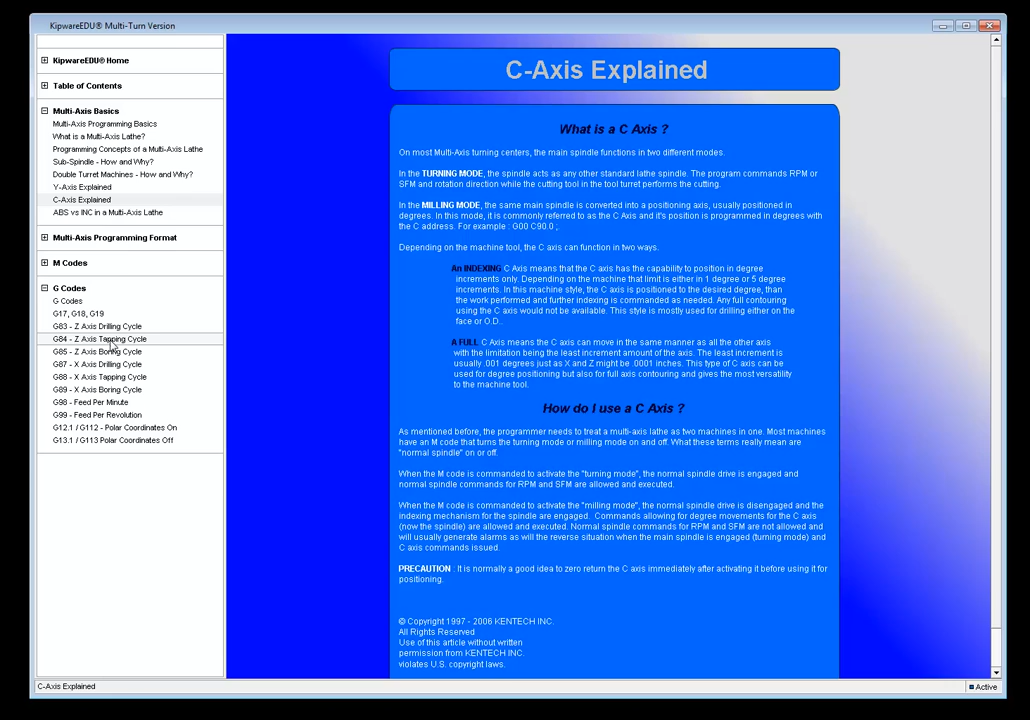 KipwareEDU® Multi-Turn Version
KipwareEDU® Home
Table of Contents
Multi-Axis Basics
Multi-Axis Programming Basics
What is a Multi-Axis Lathe?
Programming Concepts of a Multi-Axis Lathe
Sub-Spindle - How and Why?
Double Turret Machines - How and Why?
Y-Axis Explained
C-Axis Explained
ABS vs INC in a Multi-Axis Lathe
Multi-Axis Programming Format
M Codes
G Codes
G Codes
G17, G18, G19
G83 - Z Axis Drilling Cycle
G84 - Z Axis Tapping Cycle
G85 - Z Axis Boring Cycle
G87 - X Axis Drilling Cycle
G88 - X Axis Tapping Cycle
G89 - X Axis Boring Cycle
G98 - Feed Per Minute
G99 - Feed Per Revolution
G12.1 / G112 - Polar Coordinates On
G13.1 / G113 Polar Coordinates Off
C-Axis Explained
What is a C Axis ?
On most Multi-Axis turning centers, the main spindle functions in two different modes.
In the TURNING MODE, the spindle acts as any other standard lathe spindle. The program commands RPM or
SFM and rotation direction while the cutting tool in the tool turret performs the cutting.
In the MILLING MODE, the same main spindle is converted into a positioning axis, usually positioned in
degrees. In this mode, it is commonly referred to as the C Axis and it's position is programmed in degrees with
the C address. For example : G00 C90.0 ;.
Depending on the machine tool, the C axis can function in two ways.
An INDEXING C Axis means that the C axis has the capability to position in degree
increments only. Depending on the machine that limit is either in 1 degree or 5 degree
increments. In this machine style, the C axis is positioned to the desired degree, than
the work performed and further indexing is commanded as needed. Any full contouring
using the C axis would not be available. This style is mostly used for drilling either on the
face or O.D..
A FULL C Axis means the C axis can move in the same manner as all the other axis
with the limitation being the least increment amount of the axis. The least increment is
usually .001 degrees just as X and Z might be .0001 inches. This type of C axis can be
used for degree positioning but also for full axis contouring and gives the most versatility
to the machine tool.
How do I use a C Axis ?
As mentioned before, the programmer needs to treat a multi-axis lathe as two machines in one. Most machines
have an M code that turns the turning mode or milling mode on and off. What these terms really mean are
"normal spindle" on or off.
When the M code is commanded to activate the "turning mode", the normal spindle drive is engaged and
normal spindle commands for RPM and SFM are allowed and executed.
When the M code is commanded to activate the "milling mode", the normal spindle drive is disengaged and the
indexing mechanism for the spindle are engaged. Commands allowing for degree movements for the C axis
(now the spindle) are allowed and executed. Normal spindle commands for RPM and SFM are not allowed and
will usually generate alarms as will the reverse situation when the main spindle is engaged (turning mode) and
C axis commands issued.
PRECAUTION : It is normally a good idea to zero return the C axis immediately after activating it before using it for
positioning.
© Copyright 1997 - 2006 KENTECH INC.
All Rights Reserved
Use of this article without written
permission from KENTECH INC.
violates U.S. copyright laws.
C-Axis Explained
Active